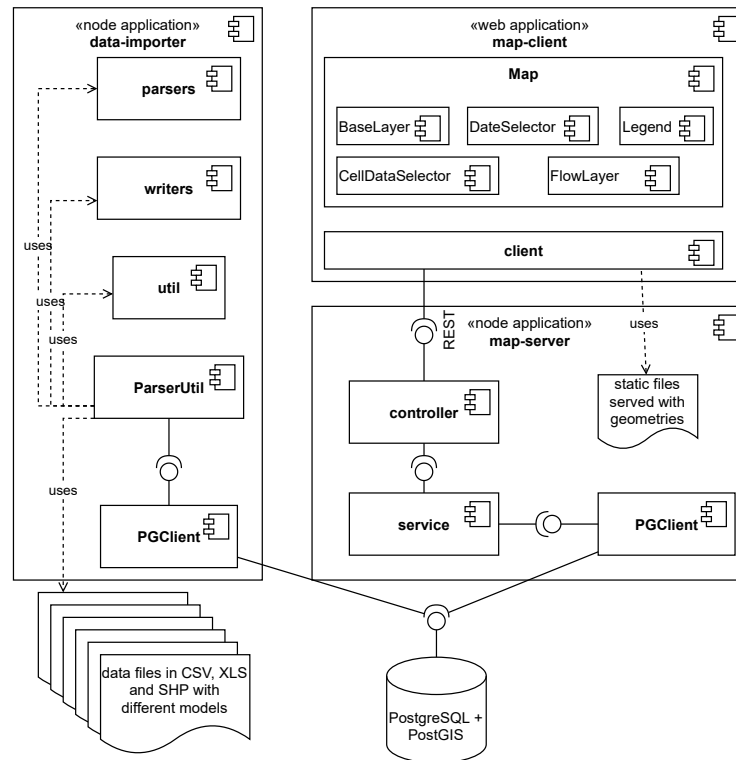 «node application»
data-importer
parsers
writers
uses
util
uses
uses
ParserUtil
uses
PGClient
data files in CSV, XLS
and SHP with
different models
«web application»
map-client
Map
BaseLayer
DateSelector
Legend
CellDataSelector
FlowLayer
client
REST
«node application»
map-server
uses
controller
static files
served with
geometries
service
PGClient
PostgreSQL +
PostGIS